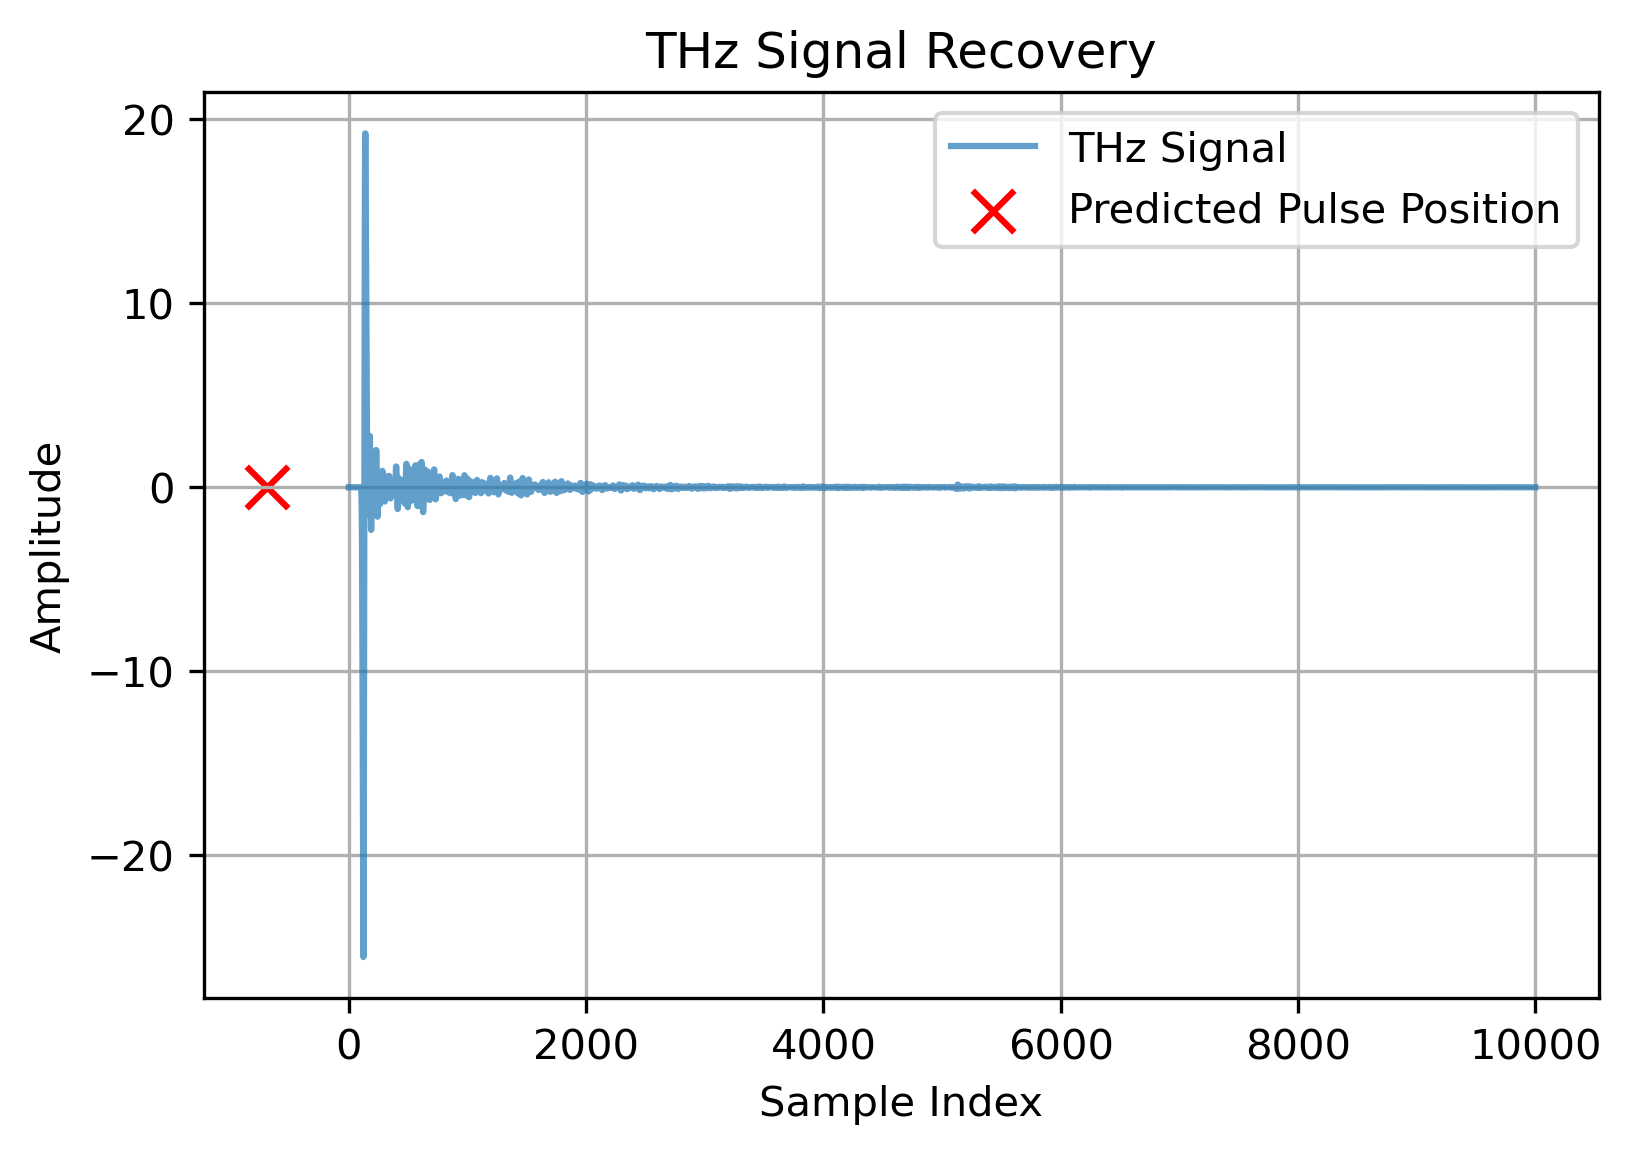 THz Signal Recovery
20
10
0
−10
−20
Amplitude
THz Signal
Predicted Pulse Position
0 2000 4000 6000 8000 10000
Sample Index